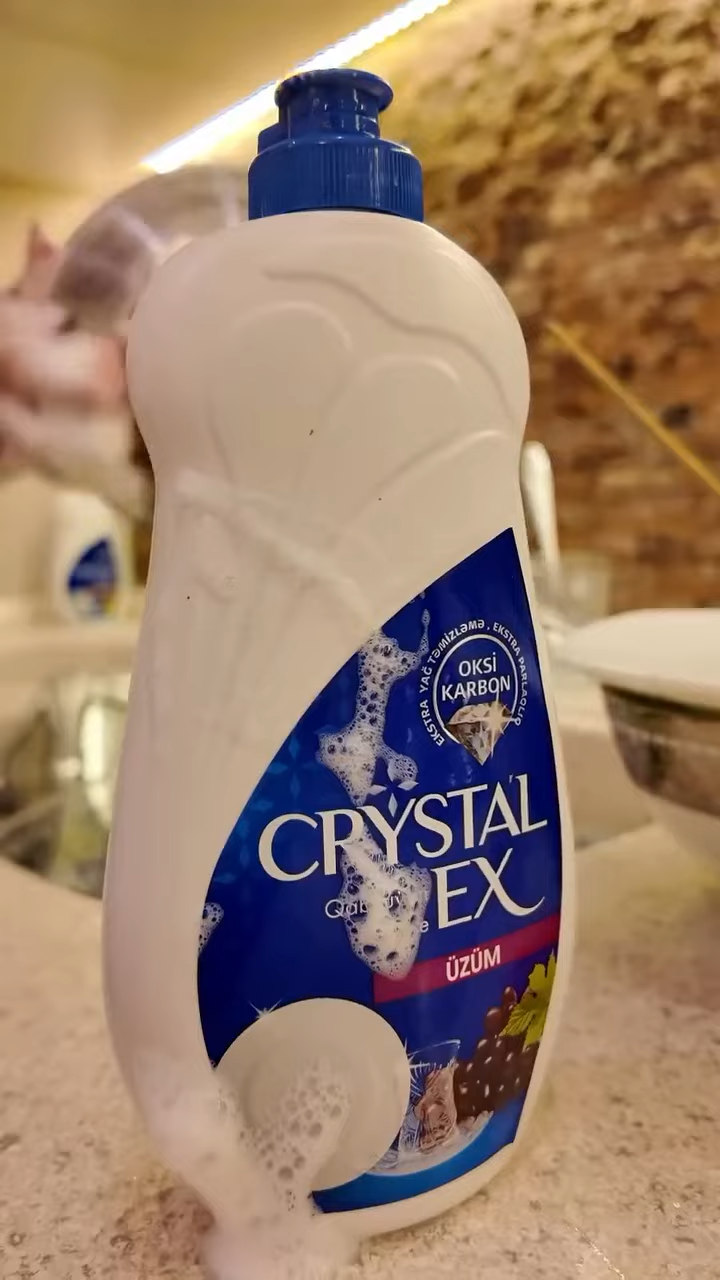 EKSTRA YAĞ TƏMİZLƏMƏ, EKSTRA PARLAQLIQ
OKSİ
KARBON
CRYSTAL
EX
ÜZÜM